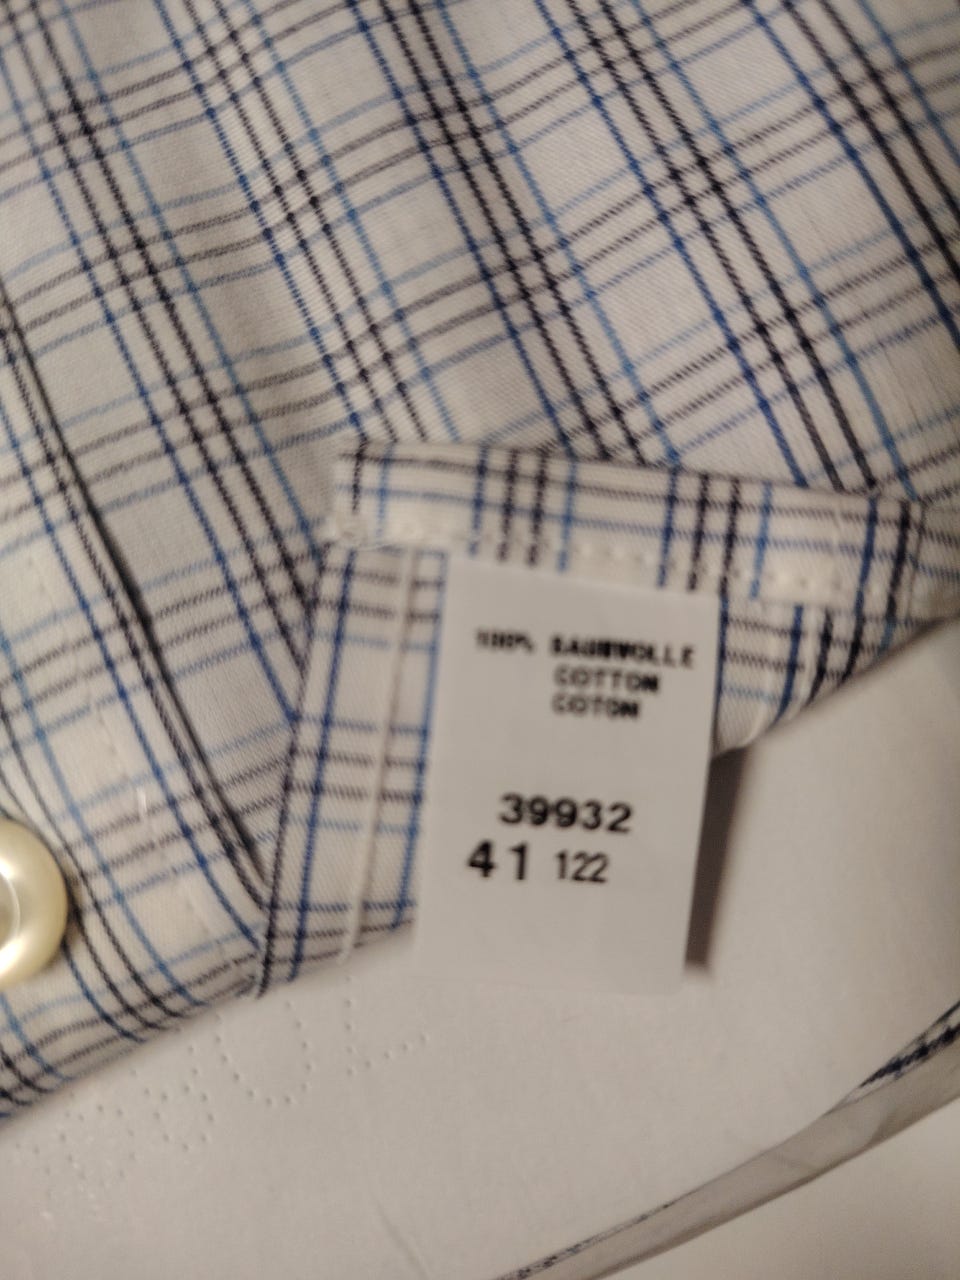 100% BAUMWOLLE
COTTON
COTON
39932
41 122